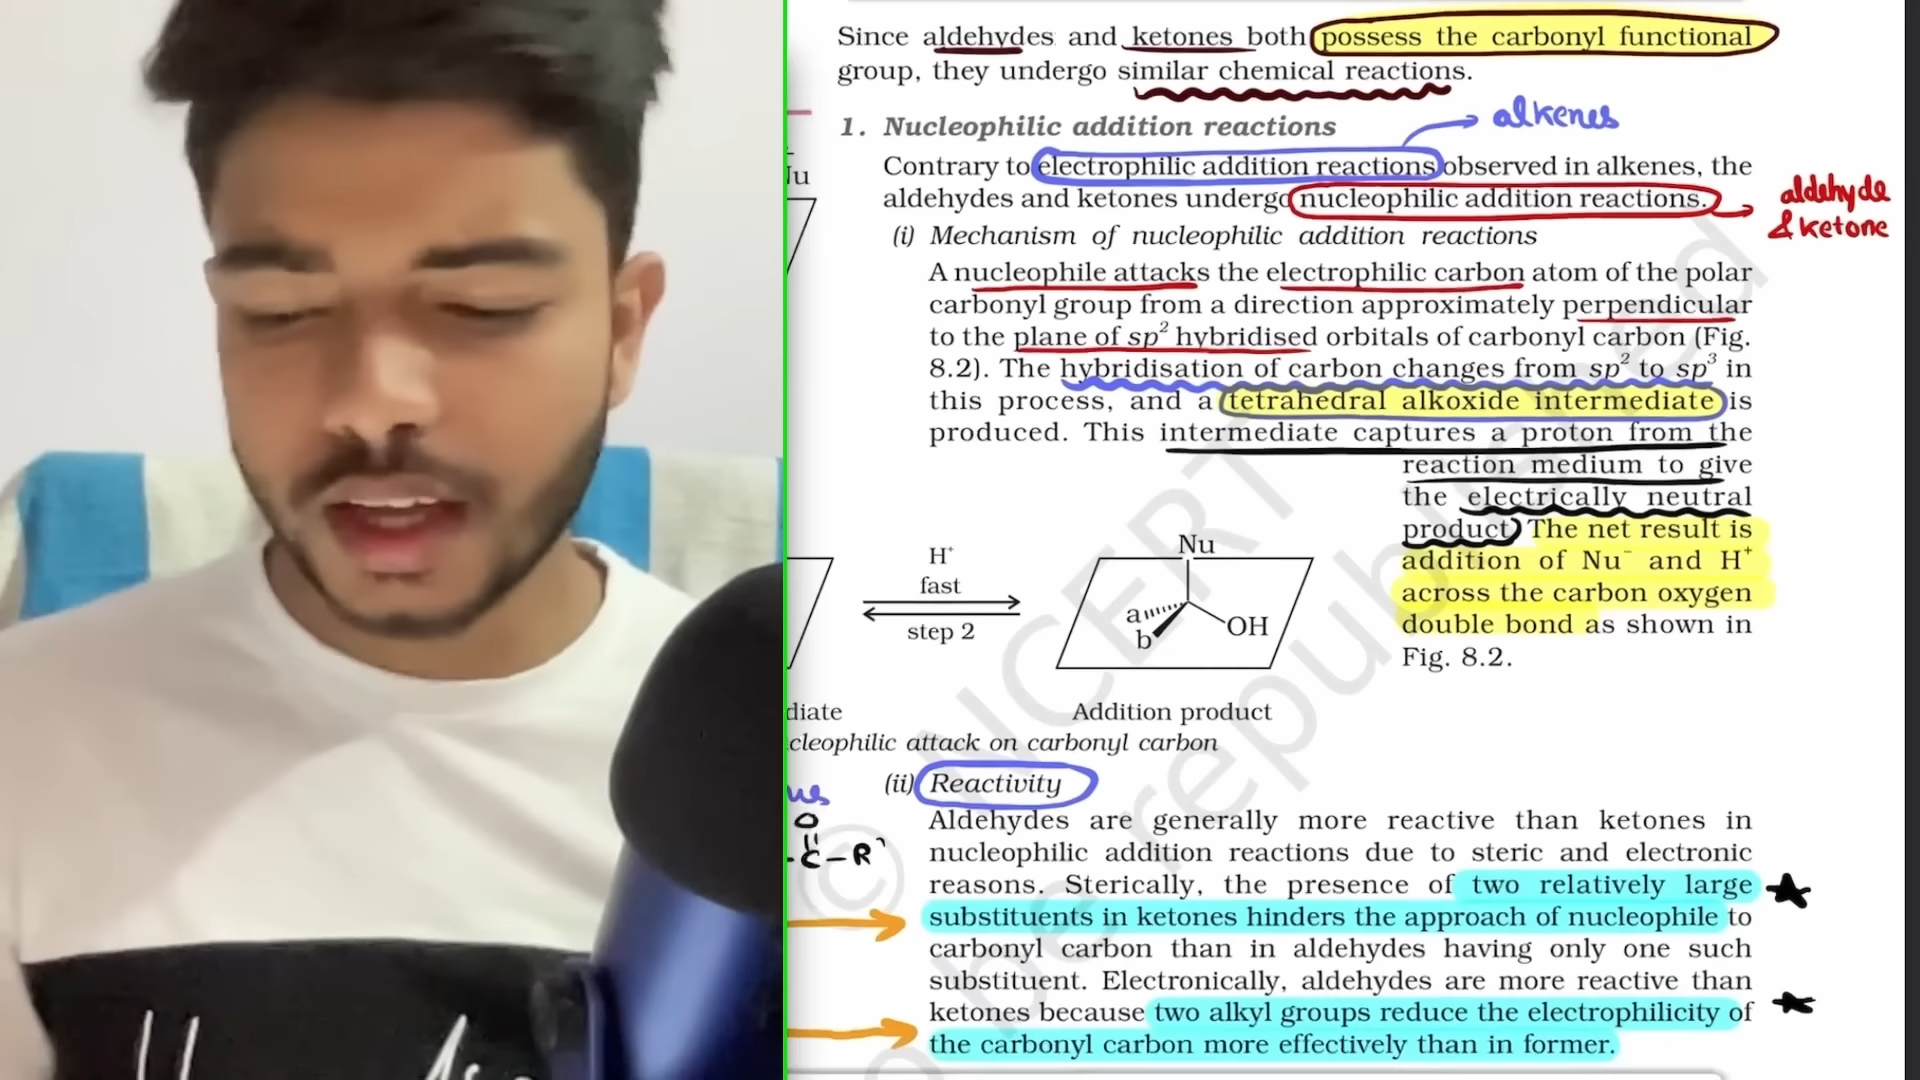 Since aldehydes and ketones both possess the carbonyl functional
group, they undergo similar chemical reactions.
alkenes
1. Nucleophilic addition reactions
Contrary to electrophilic addition reactions observed in alkenes, the
aldehydes and ketones undergo nucleophilic addition reactions.
aldehyde
& ketone
(i) Mechanism of nucleophilic addition reactions
A nucleophile attacks the electrophilic carbon atom of the polar
carbonyl group from a direction approximately perpendicular
to the plane of sp² hybridised orbitals of carbonyl carbon (Fig.
8.2). The hybridisation of carbon changes from sp² to sp³ in
this process, and a tetrahedral alkoxide intermediate is
produced. This intermediate captures a proton from the
reaction medium to give
the electrically neutral
product. The net result is
addition of Nu⁻ and H⁺
across the carbon oxygen
double bond as shown in
Fig. 8.2.
H⁺
fast
step 2
Nu
a
b
OH
diate
Addition product
cleophilic attack on carbonyl carbon
(ii) Reactivity
O
-C-R'
Aldehydes are generally more reactive than ketones in
nucleophilic addition reactions due to steric and electronic
reasons. Sterically, the presence of two relatively large
substituents in ketones hinders the approach of nucleophile to
carbonyl carbon than in aldehydes having only one such
substituent. Electronically, aldehydes are more reactive than
ketones because two alkyl groups reduce the electrophilicity of
the carbonyl carbon more effectively than in former.
© NCERT
be republished